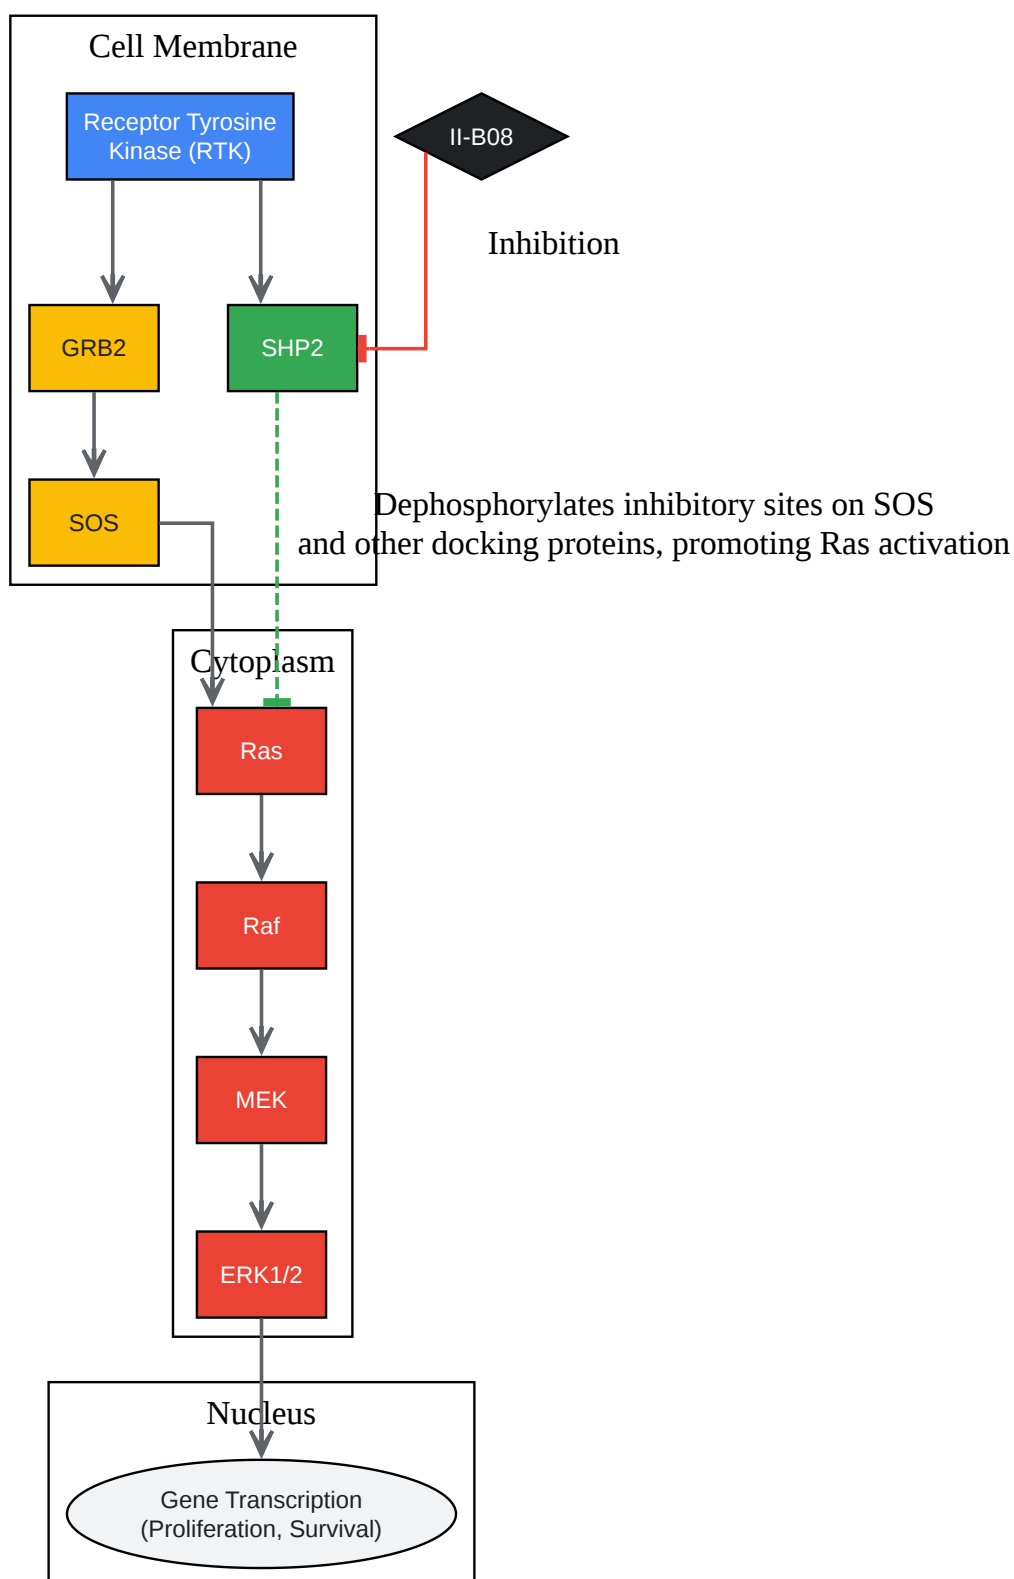 Cell Membrane
Receptor Tyrosine
Kinase (RTK)
II-B08
Inhibition
GRB2
SHP2
SOS
Dephosphorylates inhibitory sites on SOS
and other docking proteins, promoting Ras activation
Cytoplasm
Ras
Raf
MEK
ERK1/2
Nucleus
Gene Transcription
(Proliferation, Survival)